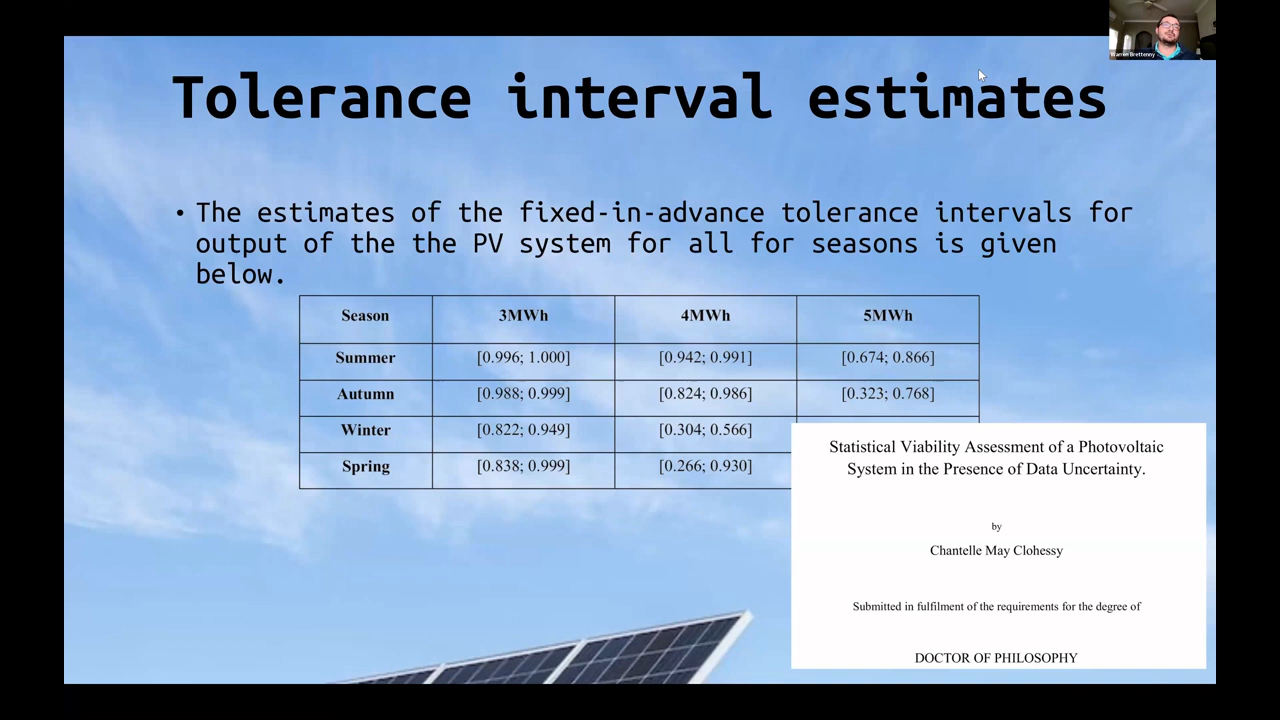 Warren Brettenny
Tolerance interval estimates
• The estimates of the fixed-in-advance tolerance intervals for
output of the the PV system for all for seasons is given
below.
Season 3MWh 4MWh 5MWh
Summer [0.996; 1.000] [0.942; 0.991] [0.674; 0.866]
Autumn [0.988; 0.999] [0.824; 0.986] [0.323; 0.768]
Winter [0.822; 0.949] [0.304; 0.566]
Spring [0.838; 0.999] [0.266; 0.930]
Statistical Viability Assessment of a Photovoltaic
System in the Presence of Data Uncertainty.
by
Chantelle May Clohessy
Submitted in fulfilment of the requirements for the degree of
DOCTOR OF PHILOSOPHY